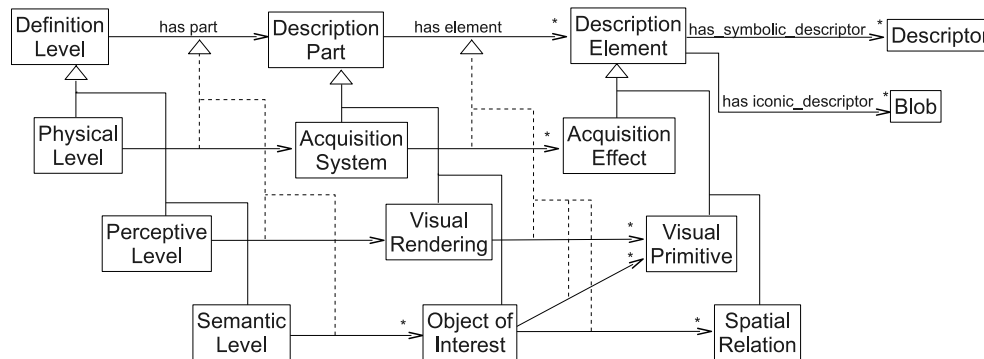 Definition
Level
has part
Description
Part
has element
*
Description
Element
has_symbolic_descriptor
*
Descriptor
has iconic_descriptor
*
Blob
Physical
Level
Acquisition
System
*
Acquisition
Effect
Perceptive
Level
Visual
Rendering
*
Visual
Primitive
*
Semantic
Level
*
Object of
Interest
*
Spatial
Relation